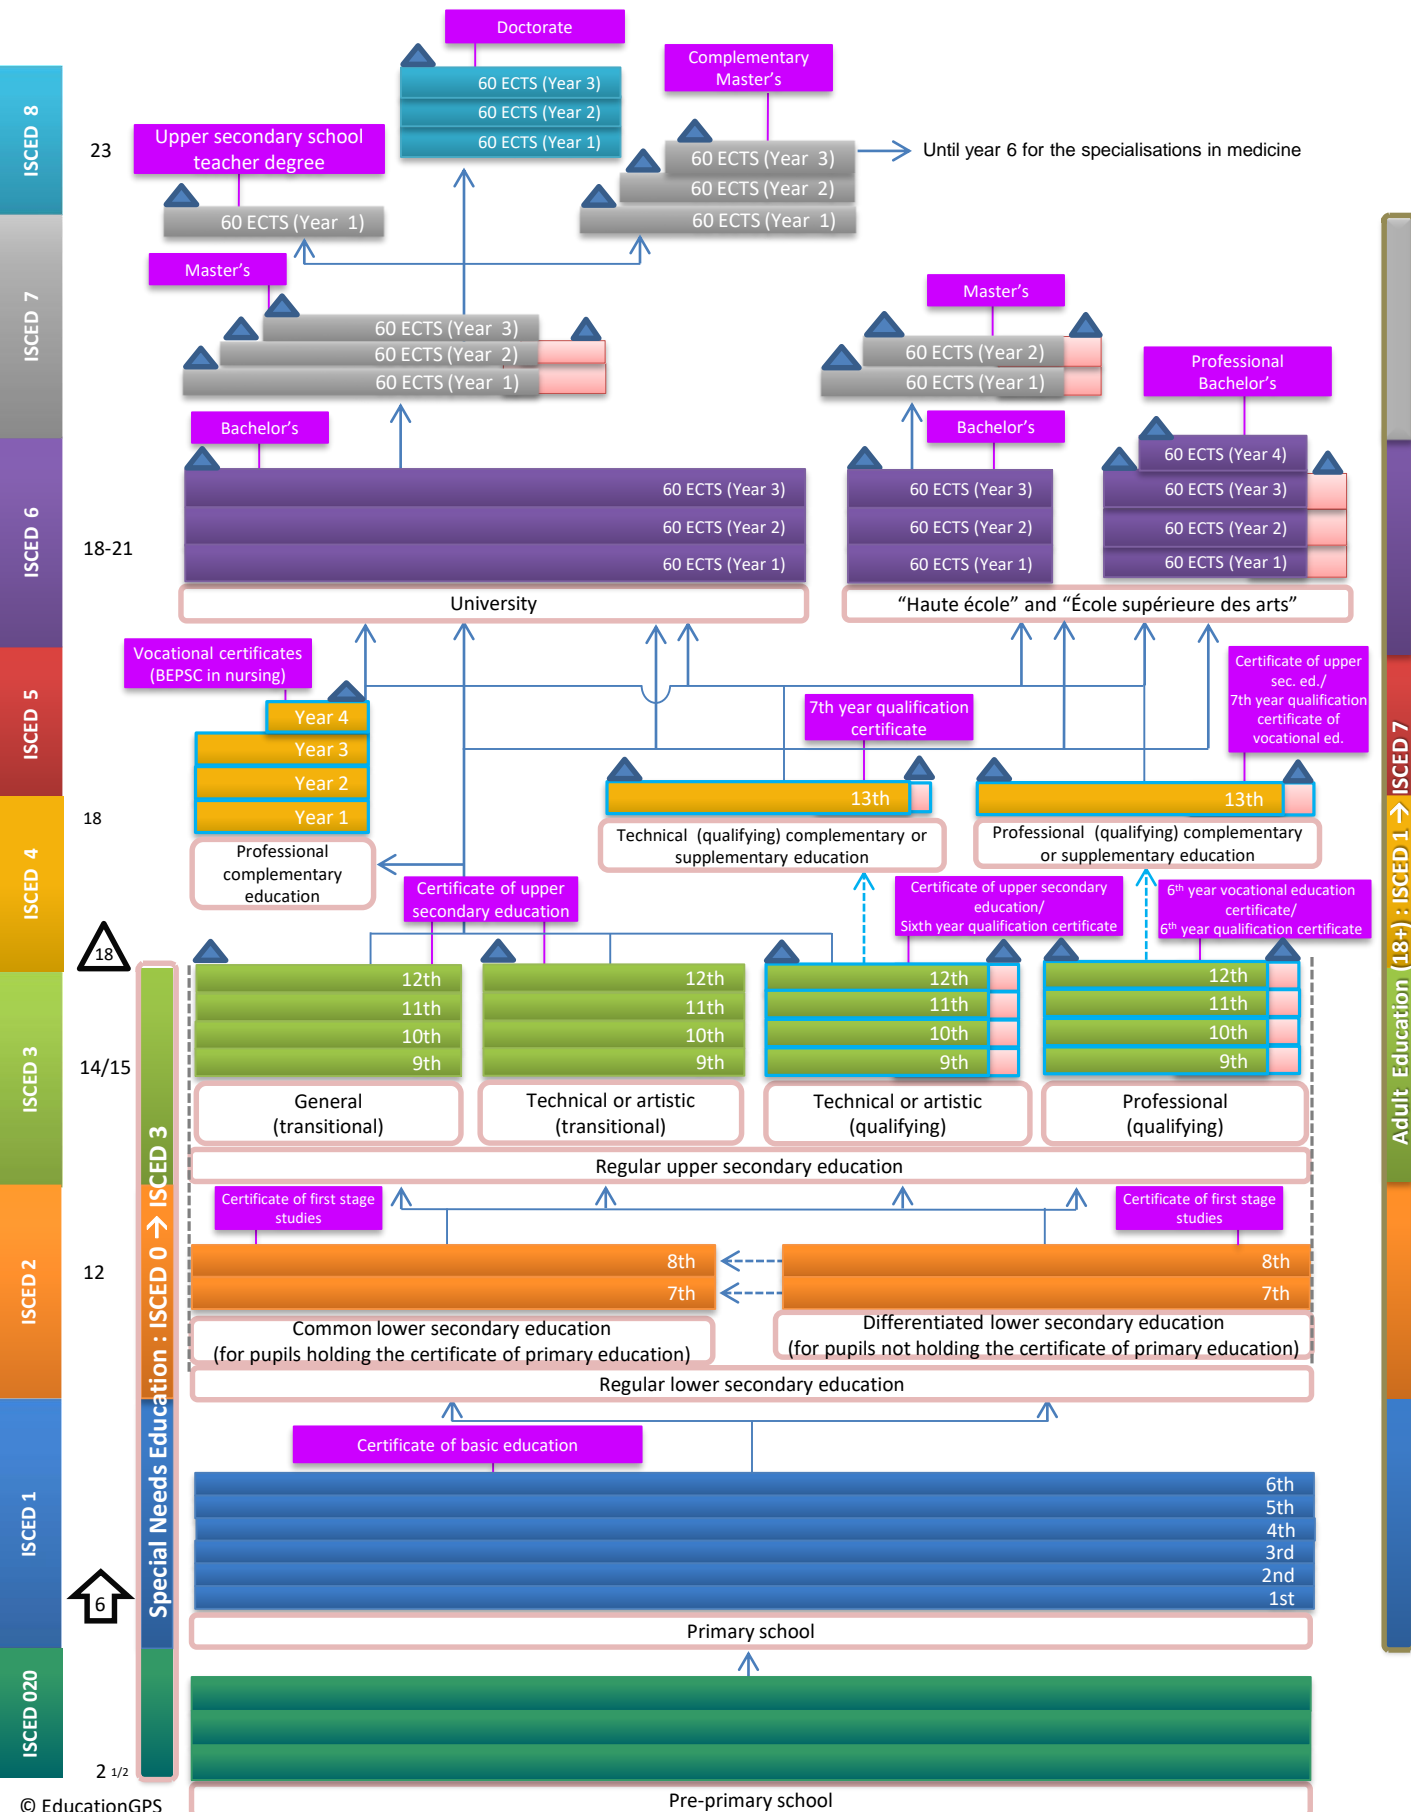 Doctorate
60 ECTS (Year 3)
60 ECTS (Year 2)
60 ECTS (Year 1)
Complementary
Master's
60 ECTS (Year 3)
60 ECTS (Year 2)
60 ECTS (Year 1)
Until year 6 for the specialisations in medicine
ISCED 8
23
Upper secondary school
teacher degree
60 ECTS (Year 1)
ISCED 7
Master's
60 ECTS (Year 3)
60 ECTS (Year 2)
60 ECTS (Year 1)
Master's
60 ECTS (Year 2)
60 ECTS (Year 1)
Professional
Bachelor's
60 ECTS (Year 4)
60 ECTS (Year 3)
60 ECTS (Year 2)
60 ECTS (Year 1)
Bachelor's
60 ECTS (Year 3)
60 ECTS (Year 2)
60 ECTS (Year 1)
Bachelor's
60 ECTS (Year 3)
60 ECTS (Year 2)
60 ECTS (Year 1)
ISCED 6
18-21
University
"Haute école" and "École supérieure des arts"
ISCED 5
Vocational certificates
(BEPSC in nursing)
Year 4
Year 3
Year 2
Year 1
Professional
complementary
education
7th year qualification
certificate
13th
Technical (qualifying) complementary or
supplementary education
Certificate of upper
sec. ed./
7th year qualification
certificate of
vocational ed.
13th
Professional (qualifying) complementary
or supplementary education
18
ISCED 4
18
Certificate of upper
secondary education
Certificate of upper secondary
education/
Sixth year qualification certificate
6th year vocational education
certificate/
6th year qualification certificate
12th
11th
10th
9th
12th
11th
10th
9th
12th
11th
10th
9th
12th
11th
10th
9th
ISCED 3
14/15
General
(transitional)
Technical or artistic
(transitional)
Technical or artistic
(qualifying)
Professional
(qualifying)
Regular upper secondary education
Certificate of first stage
studies
Certificate of first stage
studies
ISCED 2
12
8th
7th
8th
7th
Common lower secondary education
(for pupils holding the certificate of primary education)
Differentiated lower secondary education
(for pupils not holding the certificate of primary education)
Regular lower secondary education
Special Needs Education : ISCED 0 → ISCED 3
Adult Education (18+) : ISCED 1 → ISCED 7
Certificate of basic education
ISCED 1
6th
5th
4th
3rd
2nd
1st
6
Primary school
ISCED 020
2 1/2
Pre-primary school
© EducationGPS